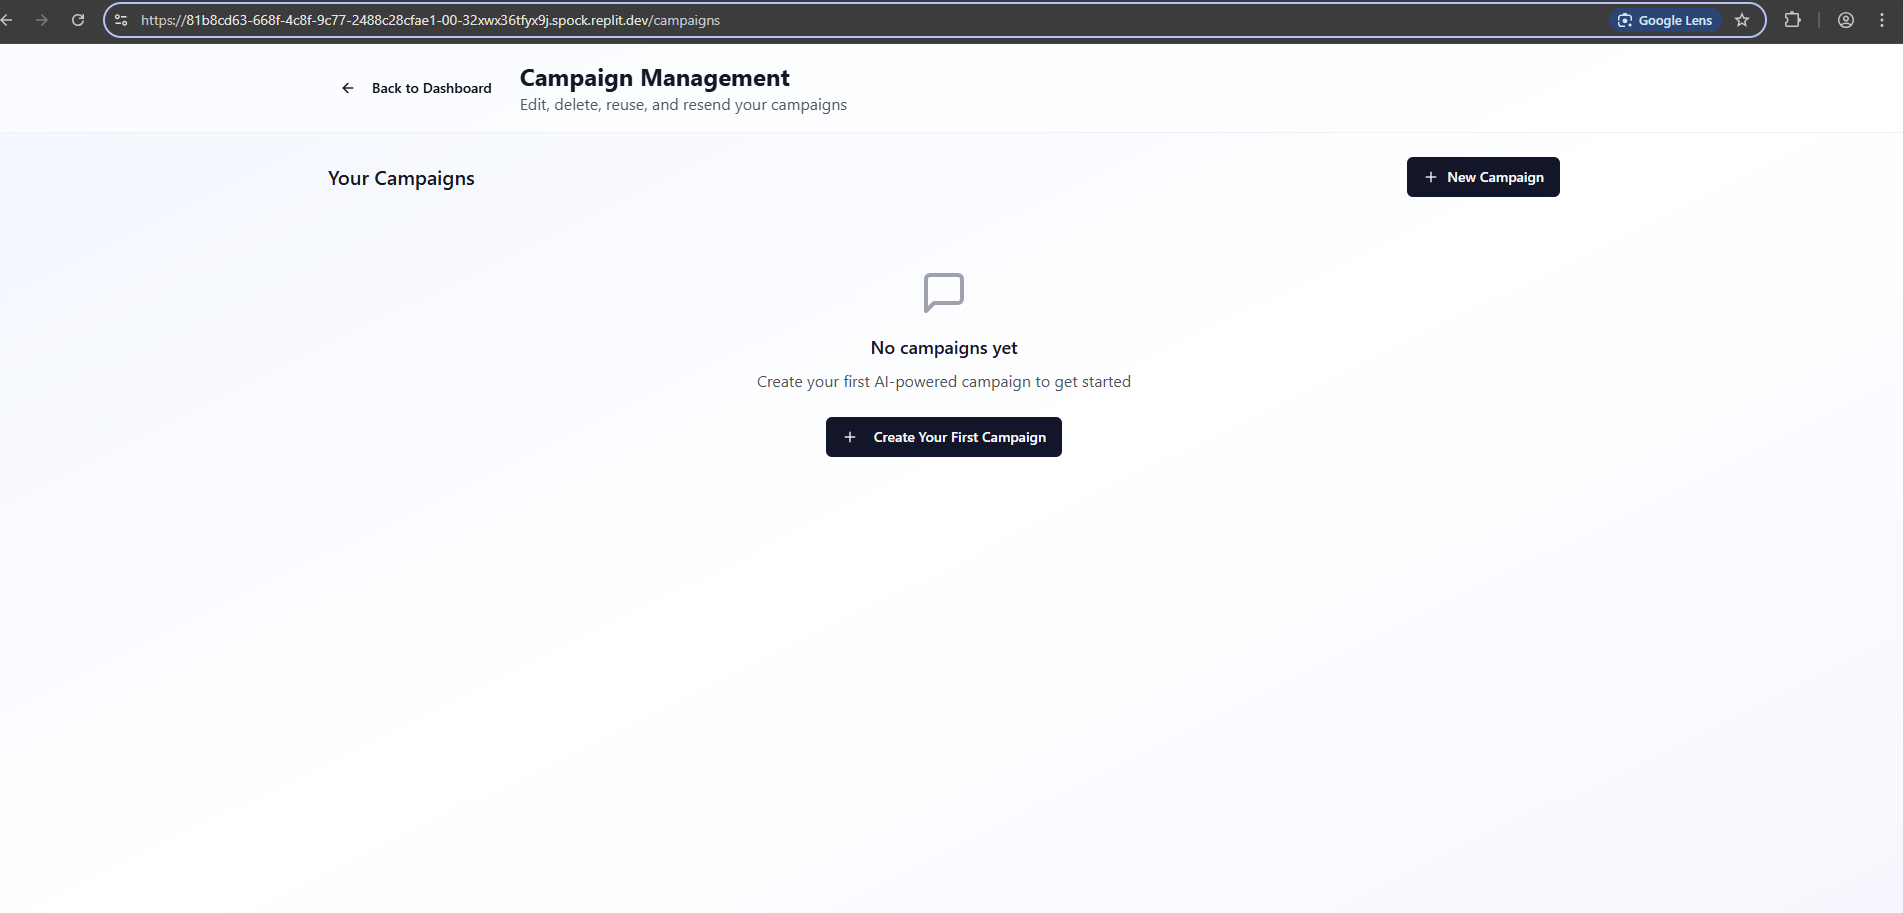 https://81b8cd63-668f-4c8f-9c77-2488c28cfae1-00-32xwx36tfyx9j.spock.replit.dev/campaigns
Google Lens
Back to Dashboard
Campaign Management
Edit, delete, reuse, and resend your campaigns
Your Campaigns
New Campaign
No campaigns yet
Create your first AI-powered campaign to get started
Create Your First Campaign